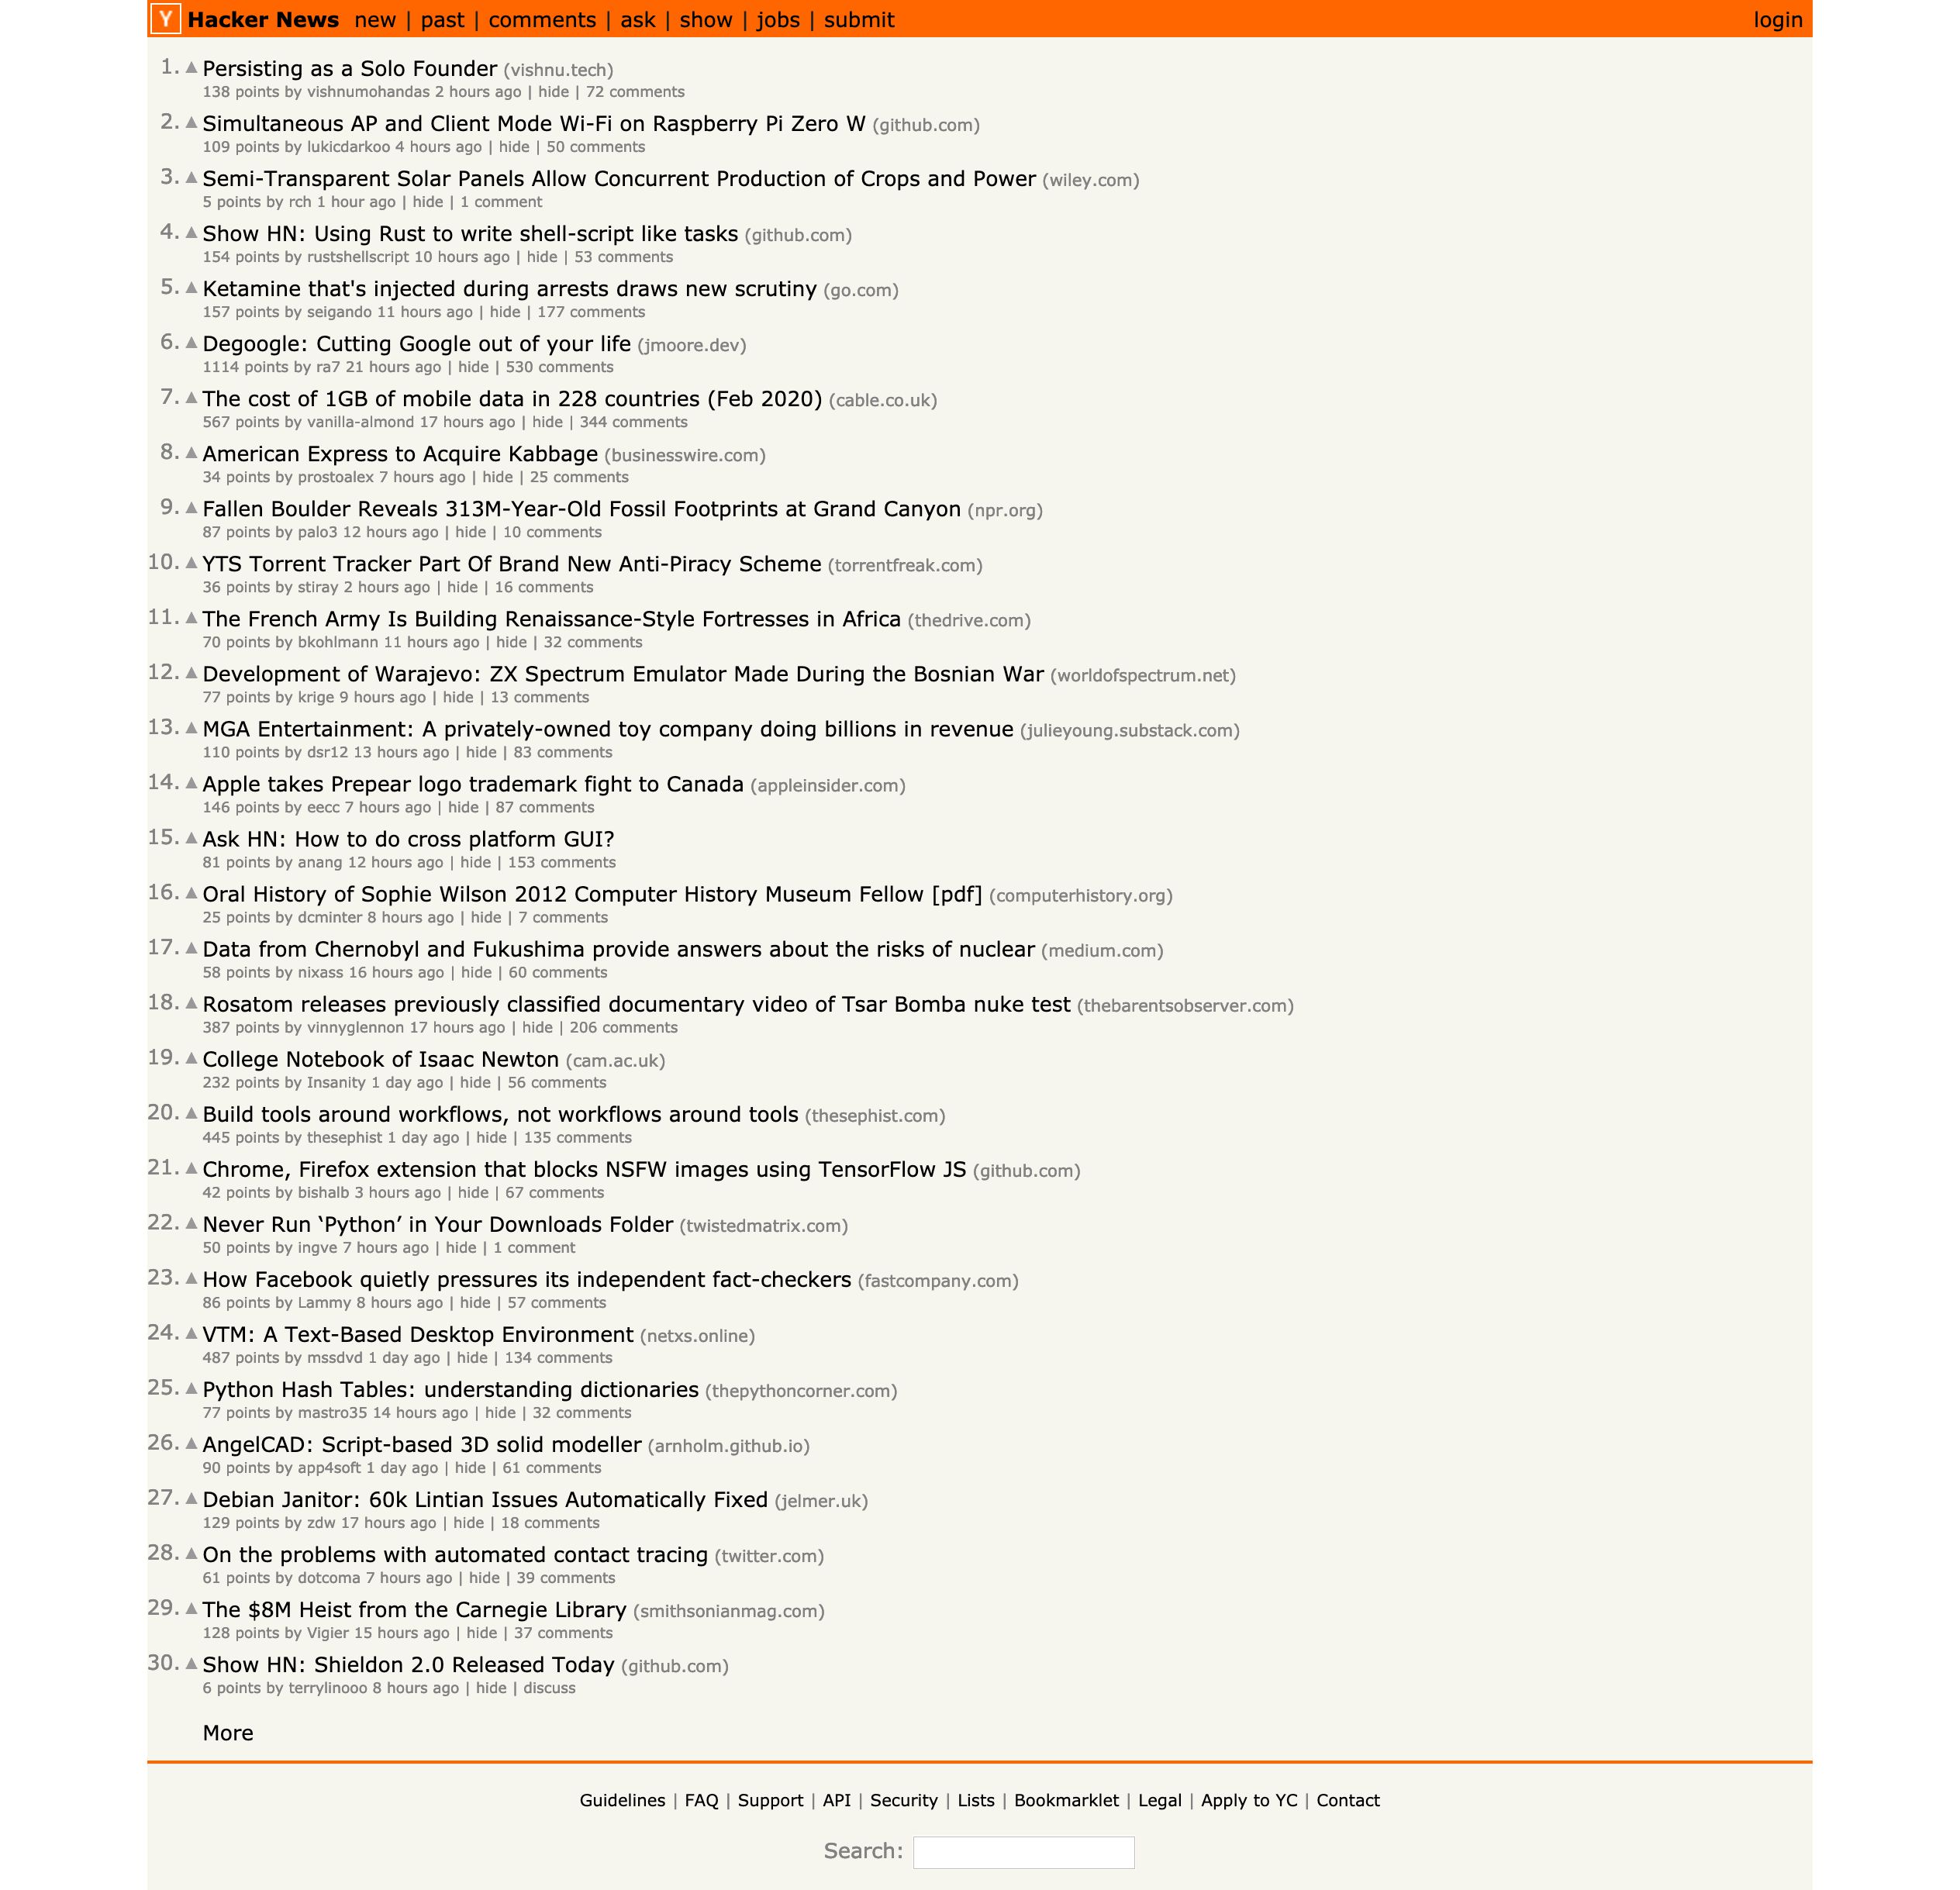 Y Hacker News new | past | comments | ask | show | jobs | submit login
1. ▲ Persisting as a Solo Founder (vishnu.tech)
138 points by vishnumohandas 2 hours ago | hide | 72 comments
2. ▲ Simultaneous AP and Client Mode Wi-Fi on Raspberry Pi Zero W (github.com)
109 points by lukicdarkoo 4 hours ago | hide | 50 comments
3. ▲ Semi-Transparent Solar Panels Allow Concurrent Production of Crops and Power (wiley.com)
5 points by rch 1 hour ago | hide | 1 comment
4. ▲ Show HN: Using Rust to write shell-script like tasks (github.com)
154 points by rustshellscript 10 hours ago | hide | 53 comments
5. ▲ Ketamine that's injected during arrests draws new scrutiny (go.com)
157 points by seigando 11 hours ago | hide | 177 comments
6. ▲ Degoogle: Cutting Google out of your life (jmoore.dev)
1114 points by ra7 21 hours ago | hide | 530 comments
7. ▲ The cost of 1GB of mobile data in 228 countries (Feb 2020) (cable.co.uk)
567 points by vanilla-almond 17 hours ago | hide | 344 comments
8. ▲ American Express to Acquire Kabbage (businesswire.com)
34 points by prostoalex 7 hours ago | hide | 25 comments
9. ▲ Fallen Boulder Reveals 313M-Year-Old Fossil Footprints at Grand Canyon (npr.org)
87 points by palo3 12 hours ago | hide | 10 comments
10. ▲ YTS Torrent Tracker Part Of Brand New Anti-Piracy Scheme (torrentfreak.com)
36 points by stiray 2 hours ago | hide | 16 comments
11. ▲ The French Army Is Building Renaissance-Style Fortresses in Africa (thedrive.com)
70 points by bkohlmann 11 hours ago | hide | 32 comments
12. ▲ Development of Warajevo: ZX Spectrum Emulator Made During the Bosnian War (worldofspectrum.net)
77 points by krige 9 hours ago | hide | 13 comments
13. ▲ MGA Entertainment: A privately-owned toy company doing billions in revenue (julieyoung.substack.com)
110 points by dsr12 13 hours ago | hide | 83 comments
14. ▲ Apple takes Prepear logo trademark fight to Canada (appleinsider.com)
146 points by eecc 7 hours ago | hide | 87 comments
15. ▲ Ask HN: How to do cross platform GUI?
81 points by anang 12 hours ago | hide | 153 comments
16. ▲ Oral History of Sophie Wilson 2012 Computer History Museum Fellow [pdf] (computerhistory.org)
25 points by dcminter 8 hours ago | hide | 7 comments
17. ▲ Data from Chernobyl and Fukushima provide answers about the risks of nuclear (medium.com)
58 points by nixass 16 hours ago | hide | 60 comments
18. ▲ Rosatom releases previously classified documentary video of Tsar Bomba nuke test (thebarentsobserver.com)
387 points by vinnyglennon 17 hours ago | hide | 206 comments
19. ▲ College Notebook of Isaac Newton (cam.ac.uk)
232 points by Insanity 1 day ago | hide | 56 comments
20. ▲ Build tools around workflows, not workflows around tools (thesephist.com)
445 points by thesephist 1 day ago | hide | 135 comments
21. ▲ Chrome, Firefox extension that blocks NSFW images using TensorFlow JS (github.com)
42 points by bishalb 3 hours ago | hide | 67 comments
22. ▲ Never Run ‘Python’ in Your Downloads Folder (twistedmatrix.com)
50 points by ingve 7 hours ago | hide | 1 comment
23. ▲ How Facebook quietly pressures its independent fact-checkers (fastcompany.com)
86 points by Lammy 8 hours ago | hide | 57 comments
24. ▲ VTM: A Text-Based Desktop Environment (netxs.online)
487 points by mssdvd 1 day ago | hide | 134 comments
25. ▲ Python Hash Tables: understanding dictionaries (thepythoncorner.com)
77 points by mastro35 14 hours ago | hide | 32 comments
26. ▲ AngelCAD: Script-based 3D solid modeller (arnholm.github.io)
90 points by app4soft 1 day ago | hide | 61 comments
27. ▲ Debian Janitor: 60k Lintian Issues Automatically Fixed (jelmer.uk)
129 points by zdw 17 hours ago | hide | 18 comments
28. ▲ On the problems with automated contact tracing (twitter.com)
61 points by dotcoma 7 hours ago | hide | 39 comments
29. ▲ The $8M Heist from the Carnegie Library (smithsonianmag.com)
128 points by Vigier 15 hours ago | hide | 37 comments
30. ▲ Show HN: Shieldon 2.0 Released Today (github.com)
6 points by terrylinooo 8 hours ago | hide | discuss
More
Guidelines | FAQ | Support | API | Security | Lists | Bookmarklet | Legal | Apply to YC | Contact
Search: